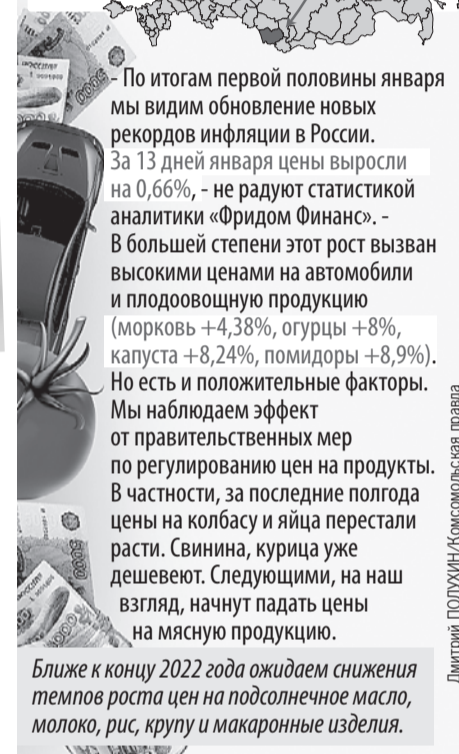 - По итогам первой половины января
мы видим обновление новых
рекордов инфляции в России.
За 13 дней января цены выросли
на 0,66%, - не радуют статистикой
аналитики «Фридом Финанс». -
В большей степени этот рост вызван
высокими ценами на автомобили
и плодоовощную продукцию
(морковь +4,38%, огурцы +8%,
капуста +8,24%, помидоры +8,9%).
Но есть и положительные факторы.
Мы наблюдаем эффект
от правительственных мер
по регулированию цен на продукты.
В частности, за последние полгода
цены на колбасу и яйца перестали
расти. Свинина, курица уже
дешевеют. Следующими, на наш
взгляд, начнут падать цены
на мясную продукцию.
Ближе к концу 2022 года ожидаем снижения
темпов роста цен на подсолнечное масло,
молоко, рис, крупу и макаронные изделия.
Дмитрий ПОЛУХИН/Комсомольская правда